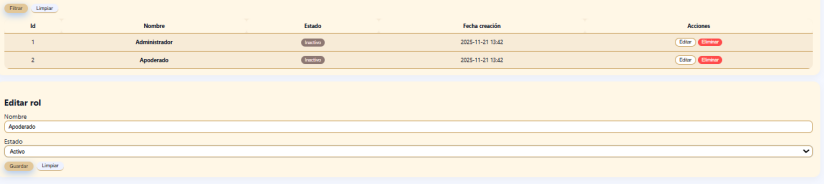 Filtrar Limpiar
Id Nombre Estado Fecha creación Acciones
1 Administrador Inactivo 2025-11-21 13:42 Editar Eliminar
2 Apoderado Inactivo 2025-11-21 13:42 Editar Eliminar
Editar rol
Nombre
Apoderado
Estado
Activo
Guardar Limpiar